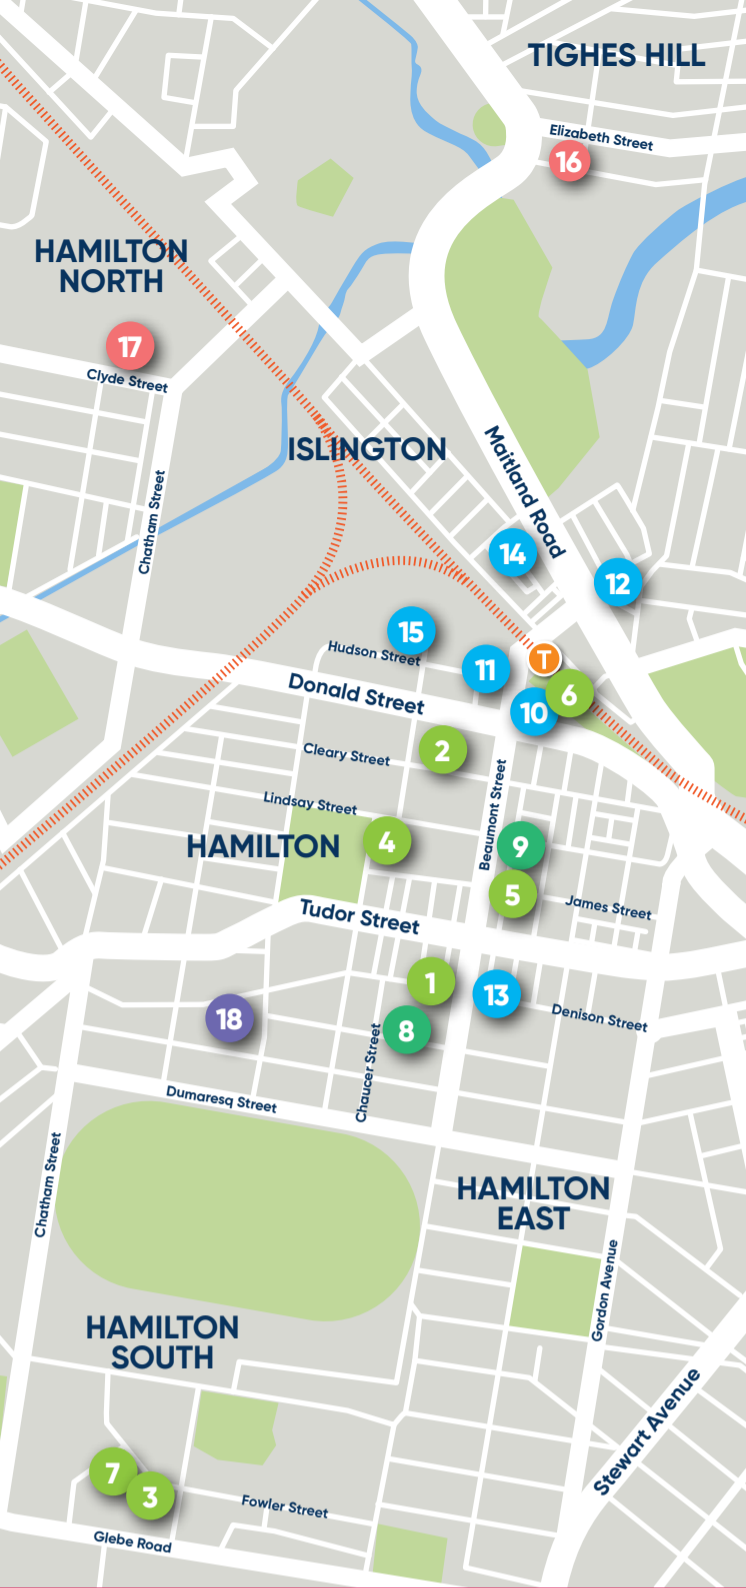 TIGHES HILL
Elizabeth Street
16
HAMILTON
NORTH
17
Clyde Street
ISLINGTON
Maitland Road
Chatham Street
14
12
15
Hudson Street
T
11
6
Donald Street
10
2
Cleary Street
Beaumont Street
Lindsay Street
HAMILTON
4
9
5
James Street
Tudor Street
1
13
18
8
Denison Street
Chaucer Street
Dumaresq Street
Chatham Street
HAMILTON
EAST
Gordon Avenue
HAMILTON
SOUTH
Stewart Avenue
7
3
Fowler Street
Glebe Road